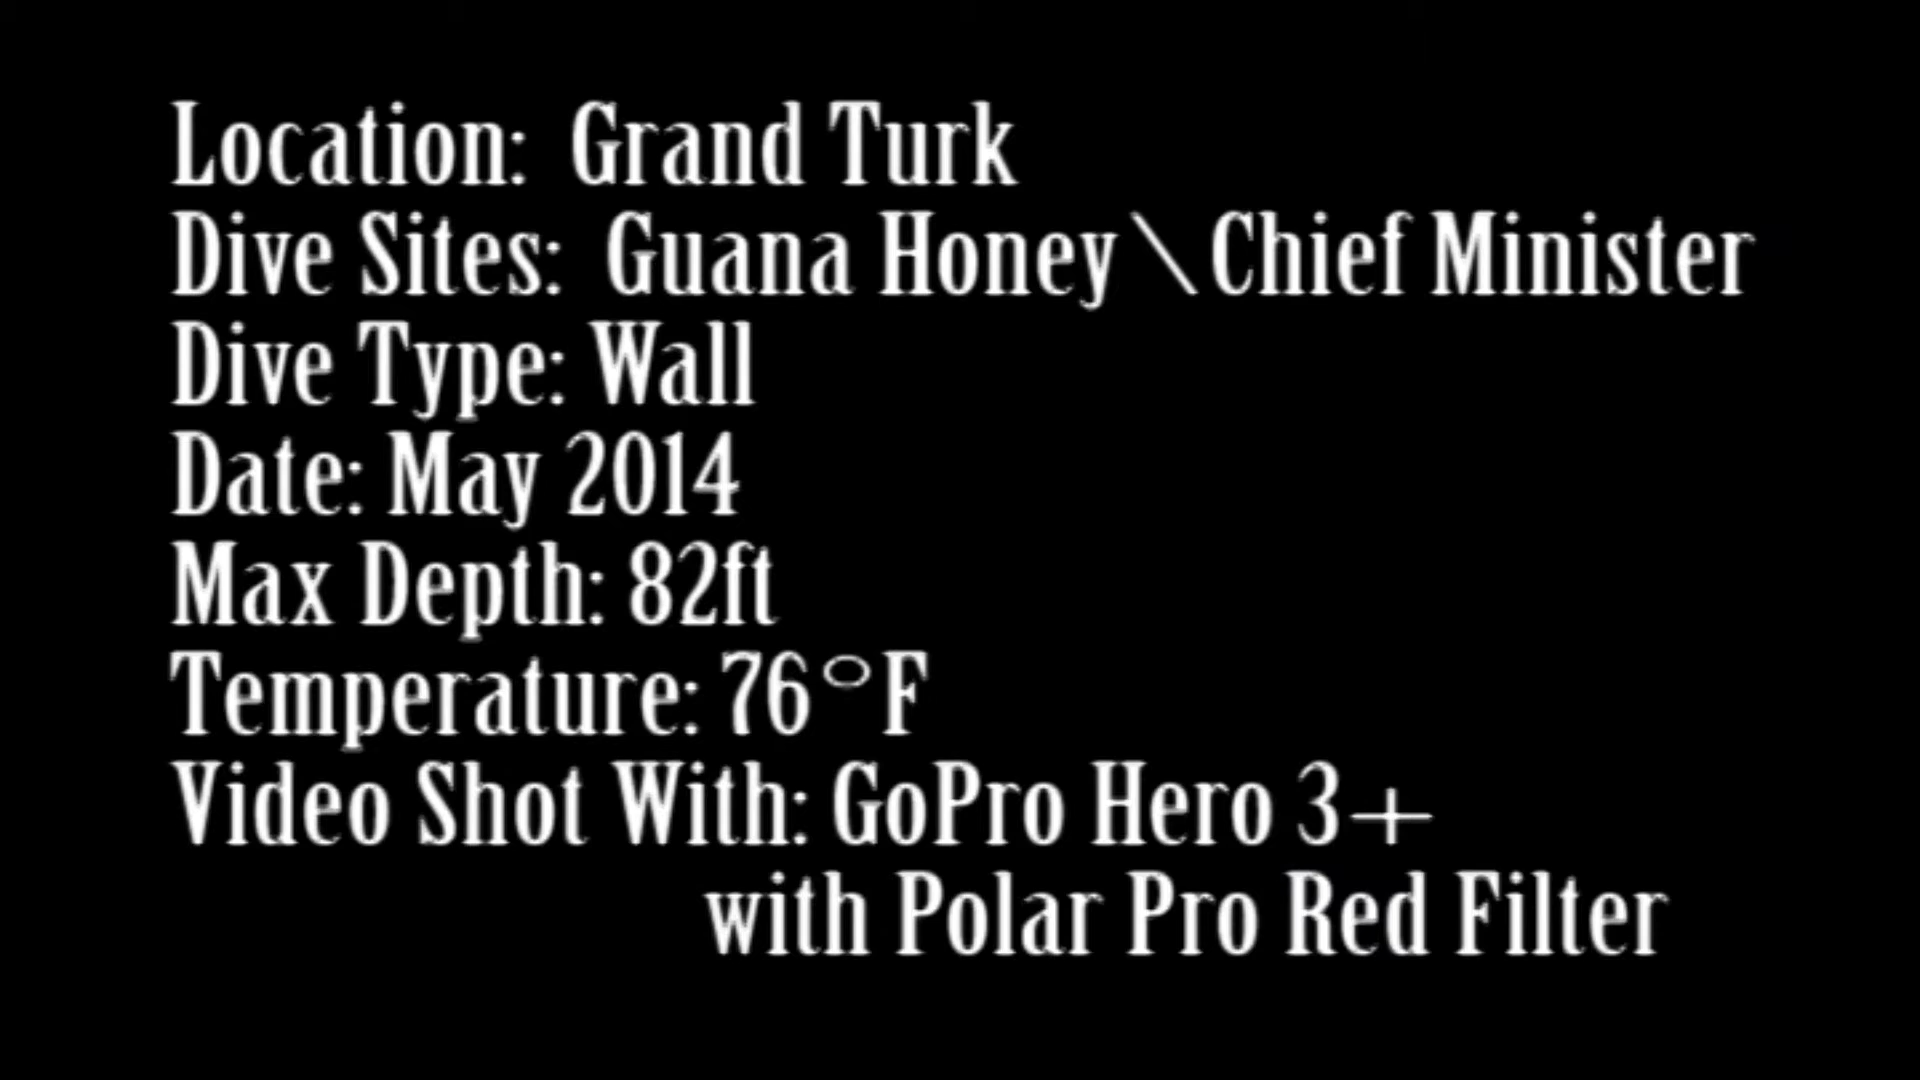 Location:  Grand Turk
Dive Sites:  Guana Honey\Chief Minister
Dive Type: Wall
Date: May 2014
Max Depth: 82ft
Temperature: 76°F
Video Shot With: GoPro Hero 3+
with Polar Pro Red Filter